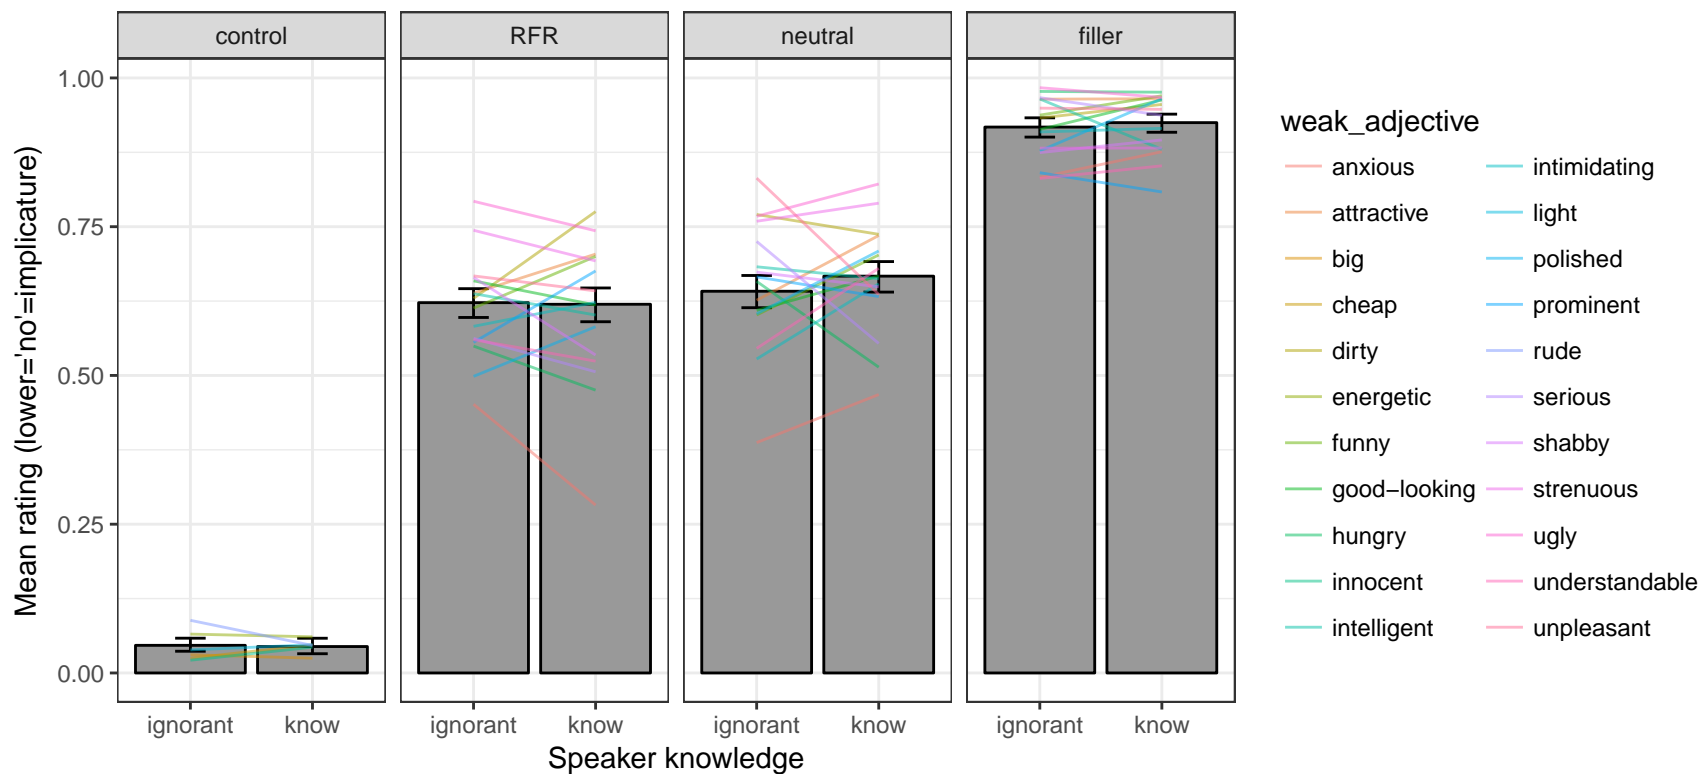 control
RFR
neutral
filler
Mean rating (lower='no'=implicature)
1.00
0.75
0.50
0.25
0.00
ignorant
know
ignorant
know
ignorant
know
ignorant
know
Speaker knowledge
weak_adjective
anxious
attractive
big
cheap
dirty
energetic
funny
good−looking
hungry
innocent
intelligent
intimidating
light
polished
prominent
rude
serious
shabby
strenuous
ugly
understandable
unpleasant